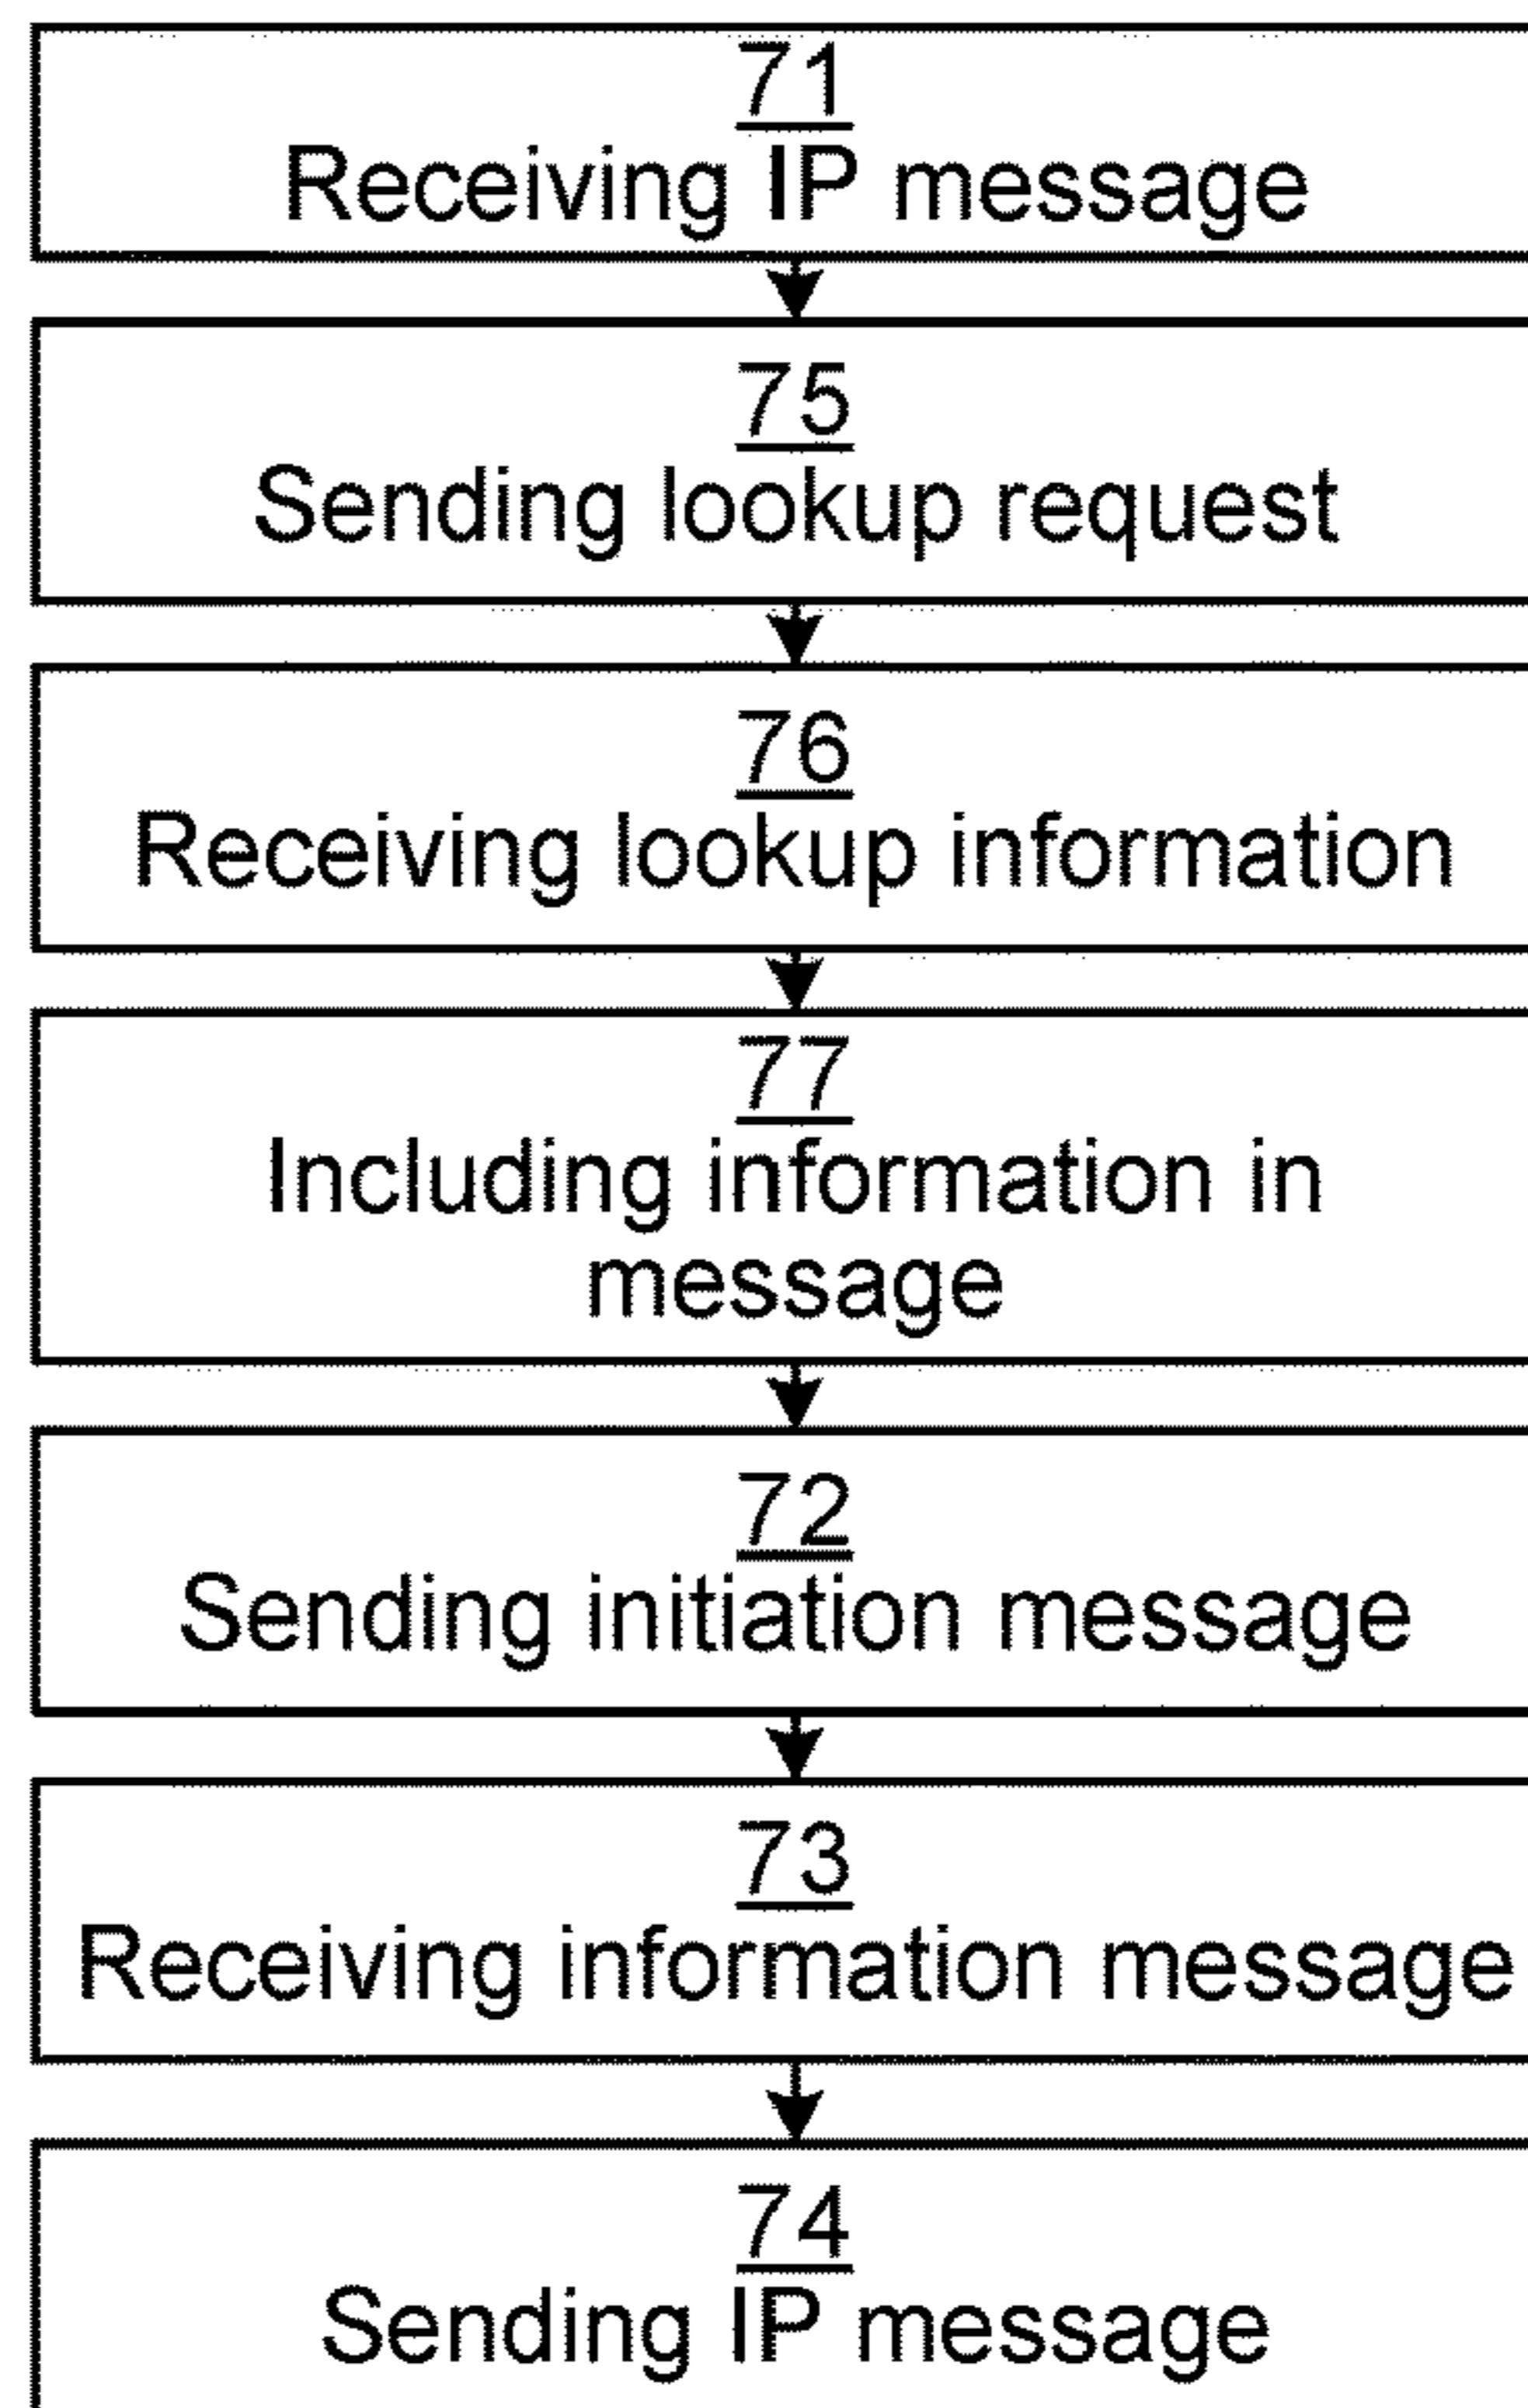 71
Receiving IP message
75
Sending lookup request
76
Receiving lookup information
77
Including information in
message
72
Sending initiation message
73
Receiving information message
74
Sending IP message